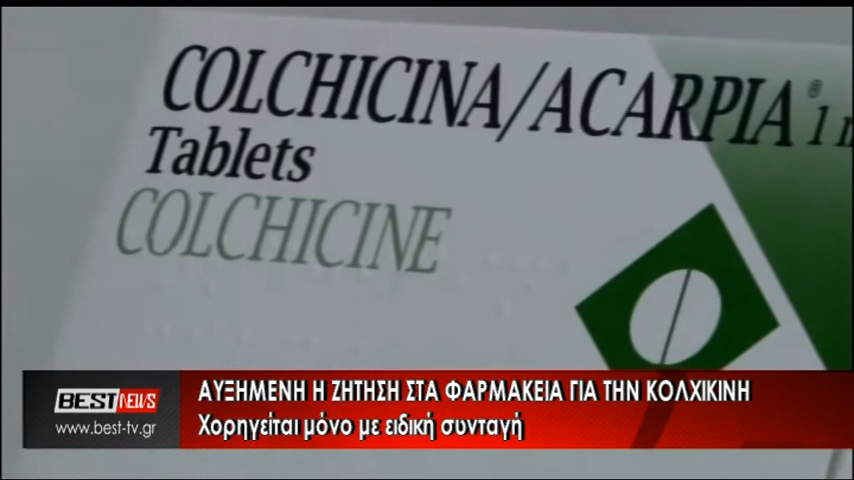 COLCHICINA/ACARPIA® 1
Tablets
COLCHICINE
BEST NEWS
www.best-tv.gr
ΑΥΞΗΜΕΝΗ Η ΖΗΤΗΣΗ ΣΤΑ ΦΑΡΜΑΚΕΙΑ ΓΙΑ ΤΗΝ ΚΟΛΧΙΚΙΝΗ
Χορηγείται μόνο με ειδική συνταγή